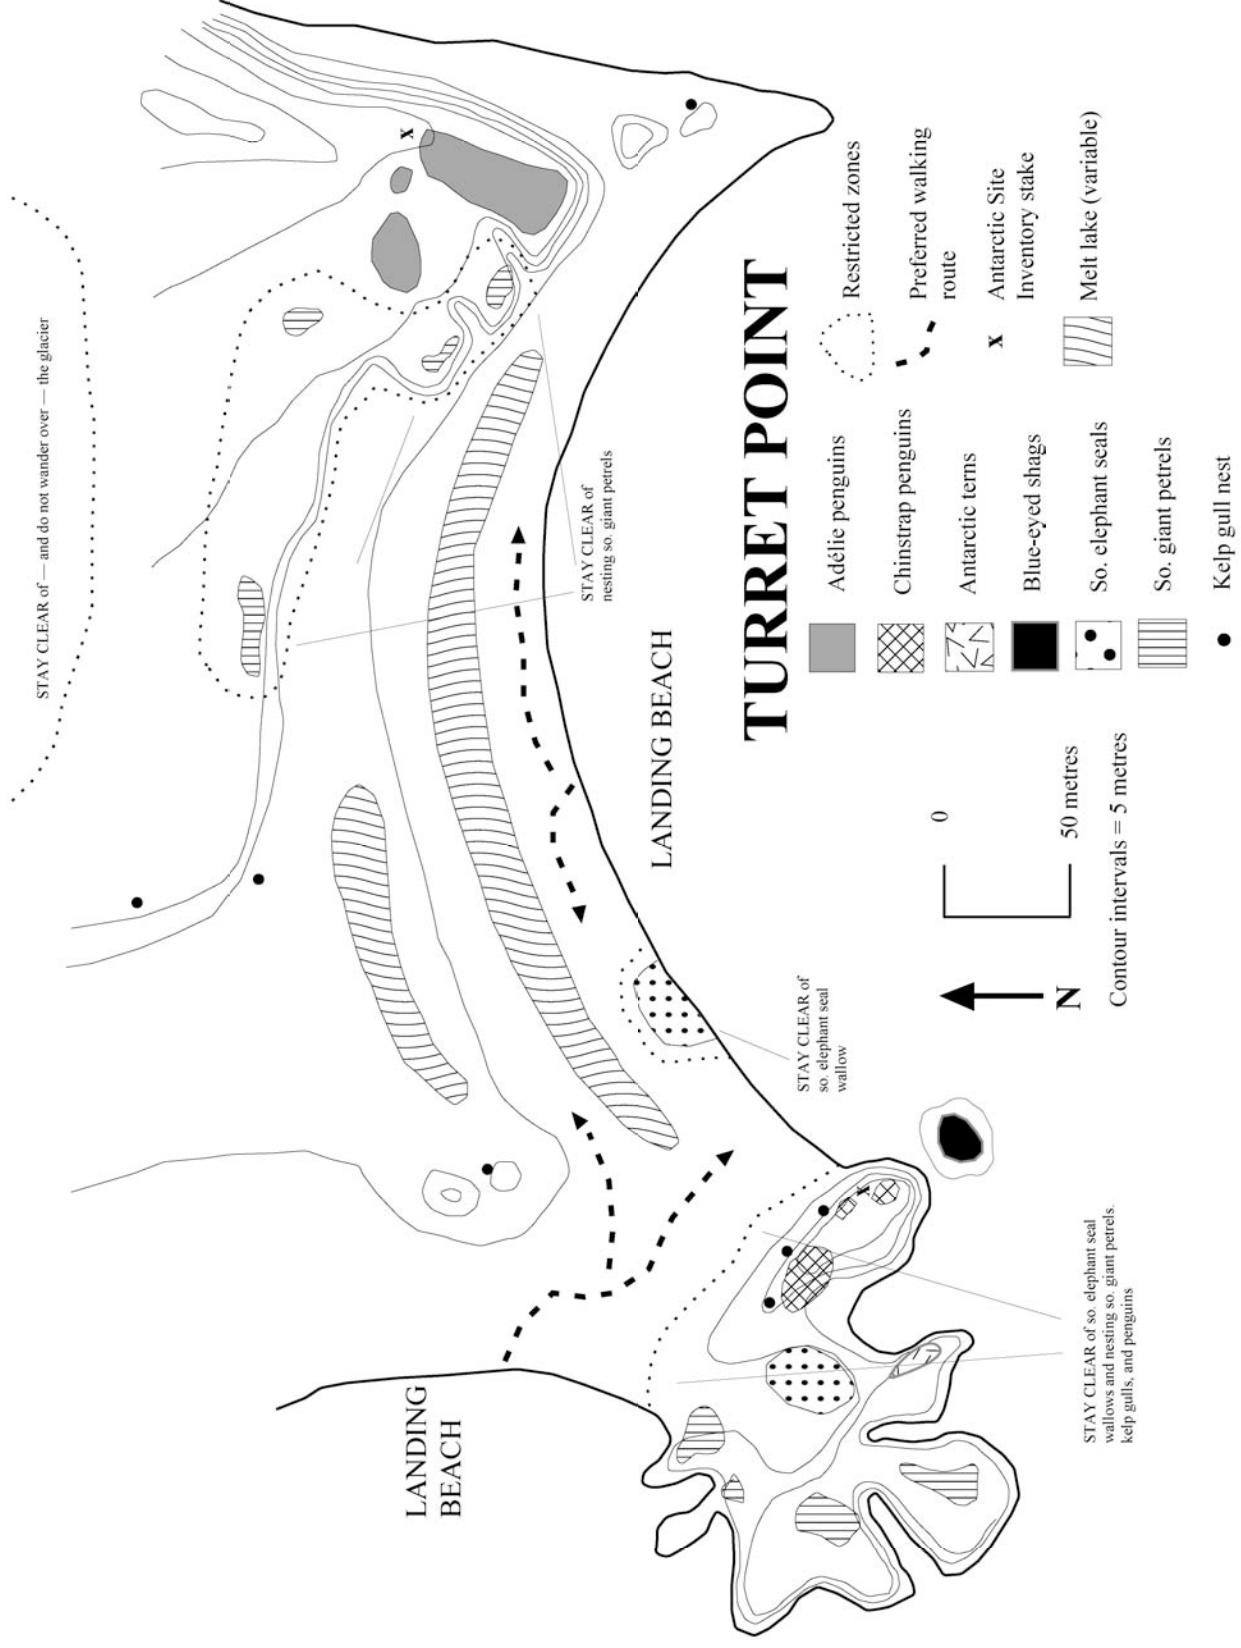 STAY CLEAR of — and do not wander over — the glacier
x
STAY CLEAR of
nesting so. giant petrels
LANDING BEACH
LANDING
BEACH
STAY CLEAR of
so. elephant seal
wallow
x
STAY CLEAR of so. elephant seal
wallows and nesting so. giant petrels.
kelp gulls, and penguins
TURRET POINT
N
0
50 metres
Contour intervals = 5 metres
Adélie penguins
Chinstrap penguins
Antarctic terns
Blue-eyed shags
So. elephant seals
So. giant petrels
Kelp gull nest
Restricted zones
Preferred walking
route
x
Antarctic Site
Inventory stake
Melt lake (variable)